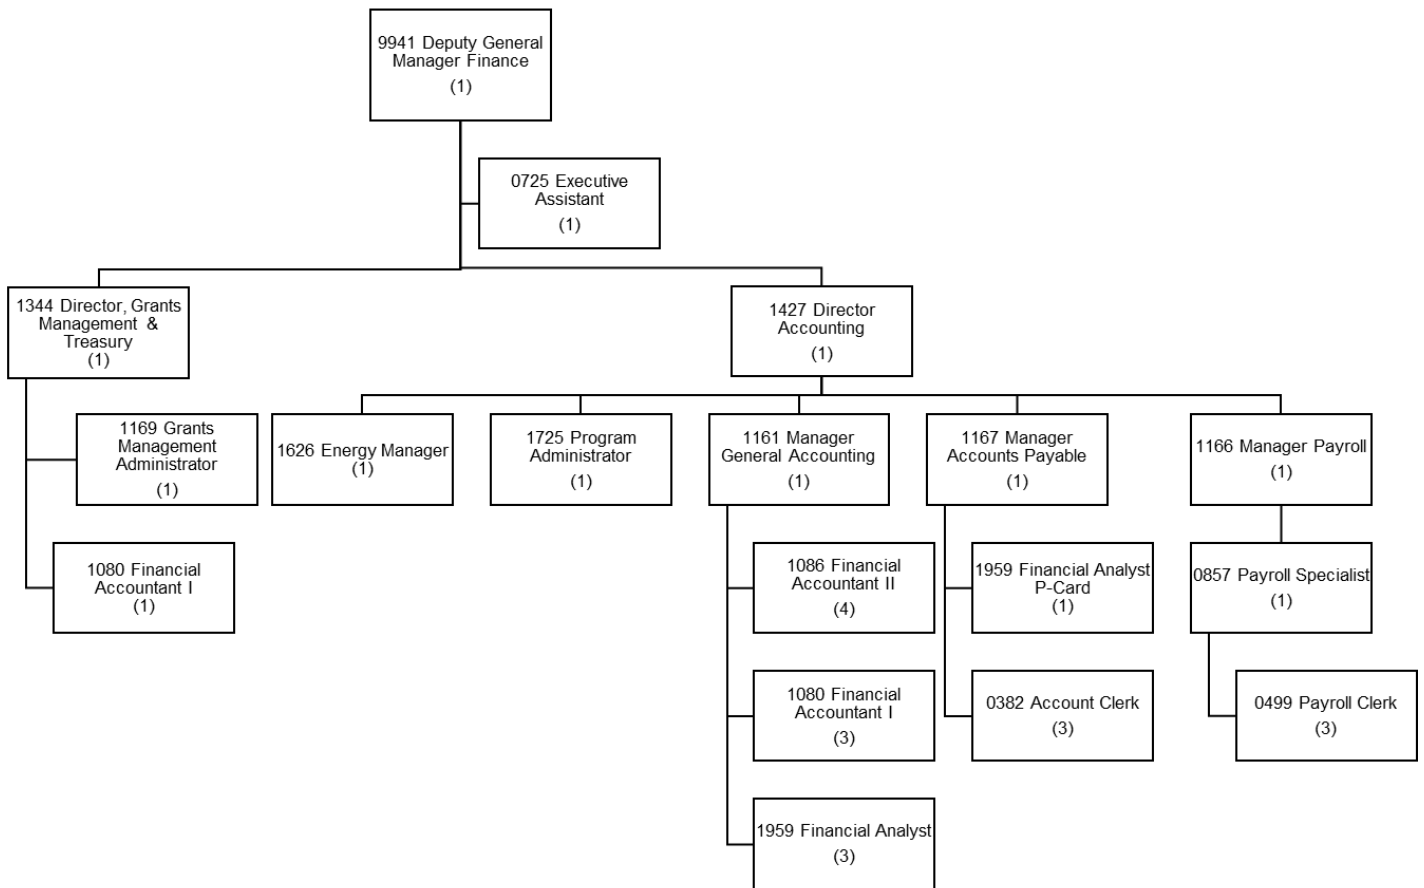 9941 Deputy General
Manager Finance
(1)
0725 Executive
Assistant
(1)
1344 Director, Grants
Management & 
Treasury
(1)
1427 Director
Accounting
(1)
1169 Grants
Management
Administrator
(1)
1626 Energy Manager
(1)
1725 Program
Administrator
(1)
1161 Manager
General Accounting
(1)
1167 Manager
Accounts Payable
(1)
1166 Manager Payroll
(1)
1080 Financial
Accountant I
(1)
1086 Financial
Accountant II
(4)
1959 Financial Analyst
P-Card
(1)
0857 Payroll Specialist
(1)
1080 Financial
Accountant I
(3)
0382 Account Clerk
(3)
0499 Payroll Clerk
(3)
1959 Financial Analyst
(3)